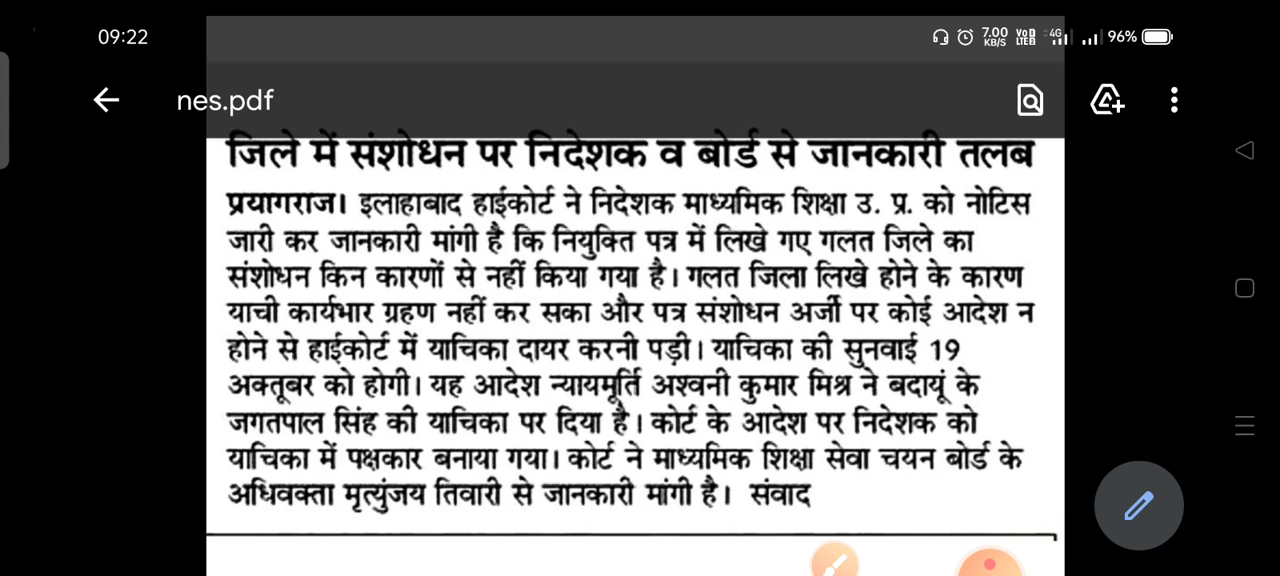 09:22
7.00 KB/S VoD LTE2 4G 96%
nes.pdf
जिले में संशोधन पर निदेशक व बोर्ड से जानकारी तलब
प्रयागराज। इलाहाबाद हाईकोर्ट ने निदेशक माध्यमिक शिक्षा उ. प्र. को नोटिस
जारी कर जानकारी मांगी है कि नियुक्ति पत्र में लिखे गए गलत जिले का
संशोधन किन कारणों से नहीं किया गया है। गलत जिला लिखे होने के कारण
याची कार्यभार ग्रहण नहीं कर सका और पत्र संशोधन अर्जी पर कोई आदेश न
होने से हाईकोर्ट में याचिका दायर करनी पड़ी। याचिका की सुनवाई 19
अक्तूबर को होगी। यह आदेश न्यायमूर्ति अश्वनी कुमार मिश्र ने बदायूं के
जगतपाल सिंह की याचिका पर दिया है। कोर्ट के आदेश पर निदेशक को
याचिका में पक्षकार बनाया गया। कोर्ट ने माध्यमिक शिक्षा सेवा चयन बोर्ड के
अधिवक्ता मृत्युंजय तिवारी से जानकारी मांगी है। संवाद